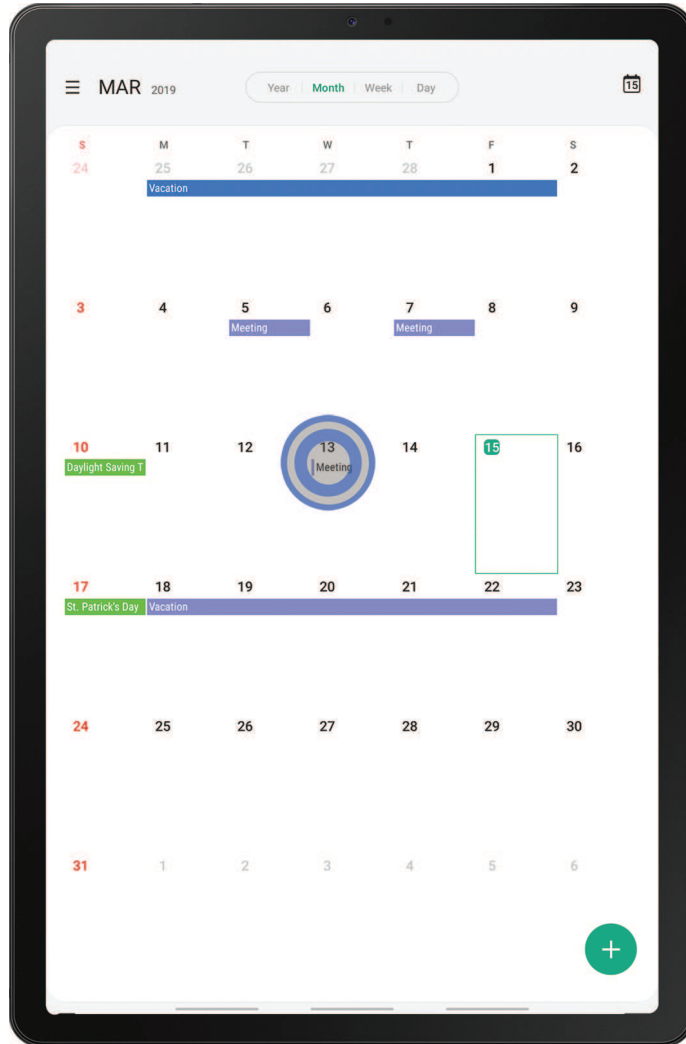 MAR 2019 Year Month Week Day 15
S M T W T F S
24 25 26 27 28 1 2
Vacation
3 4 5 6 7 8 9
Meeting Meeting
10 11 12 13 14 15 16
Daylight Saving T Meeting
17 18 19 20 21 22 23
St. Patrick's Day Vacation
24 25 26 27 28 29 30
31 1 2 3 4 5 6